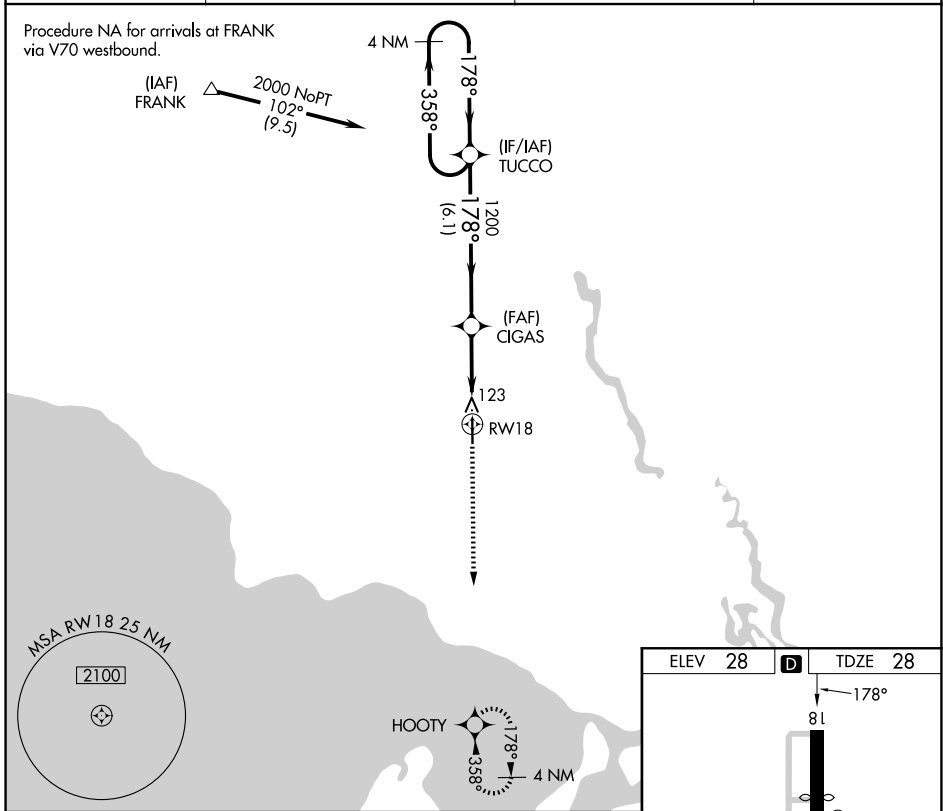 Procedure NA for arrivals at FRANK
via V70 westbound.
(IAF)
FRANK
2000 NoPT
102°
(9.5)
4 NM
178°
358°
(IF/IAF)
TUCCO
1200
178°
(6.1)
(FAF)
CIGAS
123
RW18
MSA RW18 25 NM
2100
HOOTY
178°
358°
4 NM
ELEV 28
D
TDZE 28
178°
18